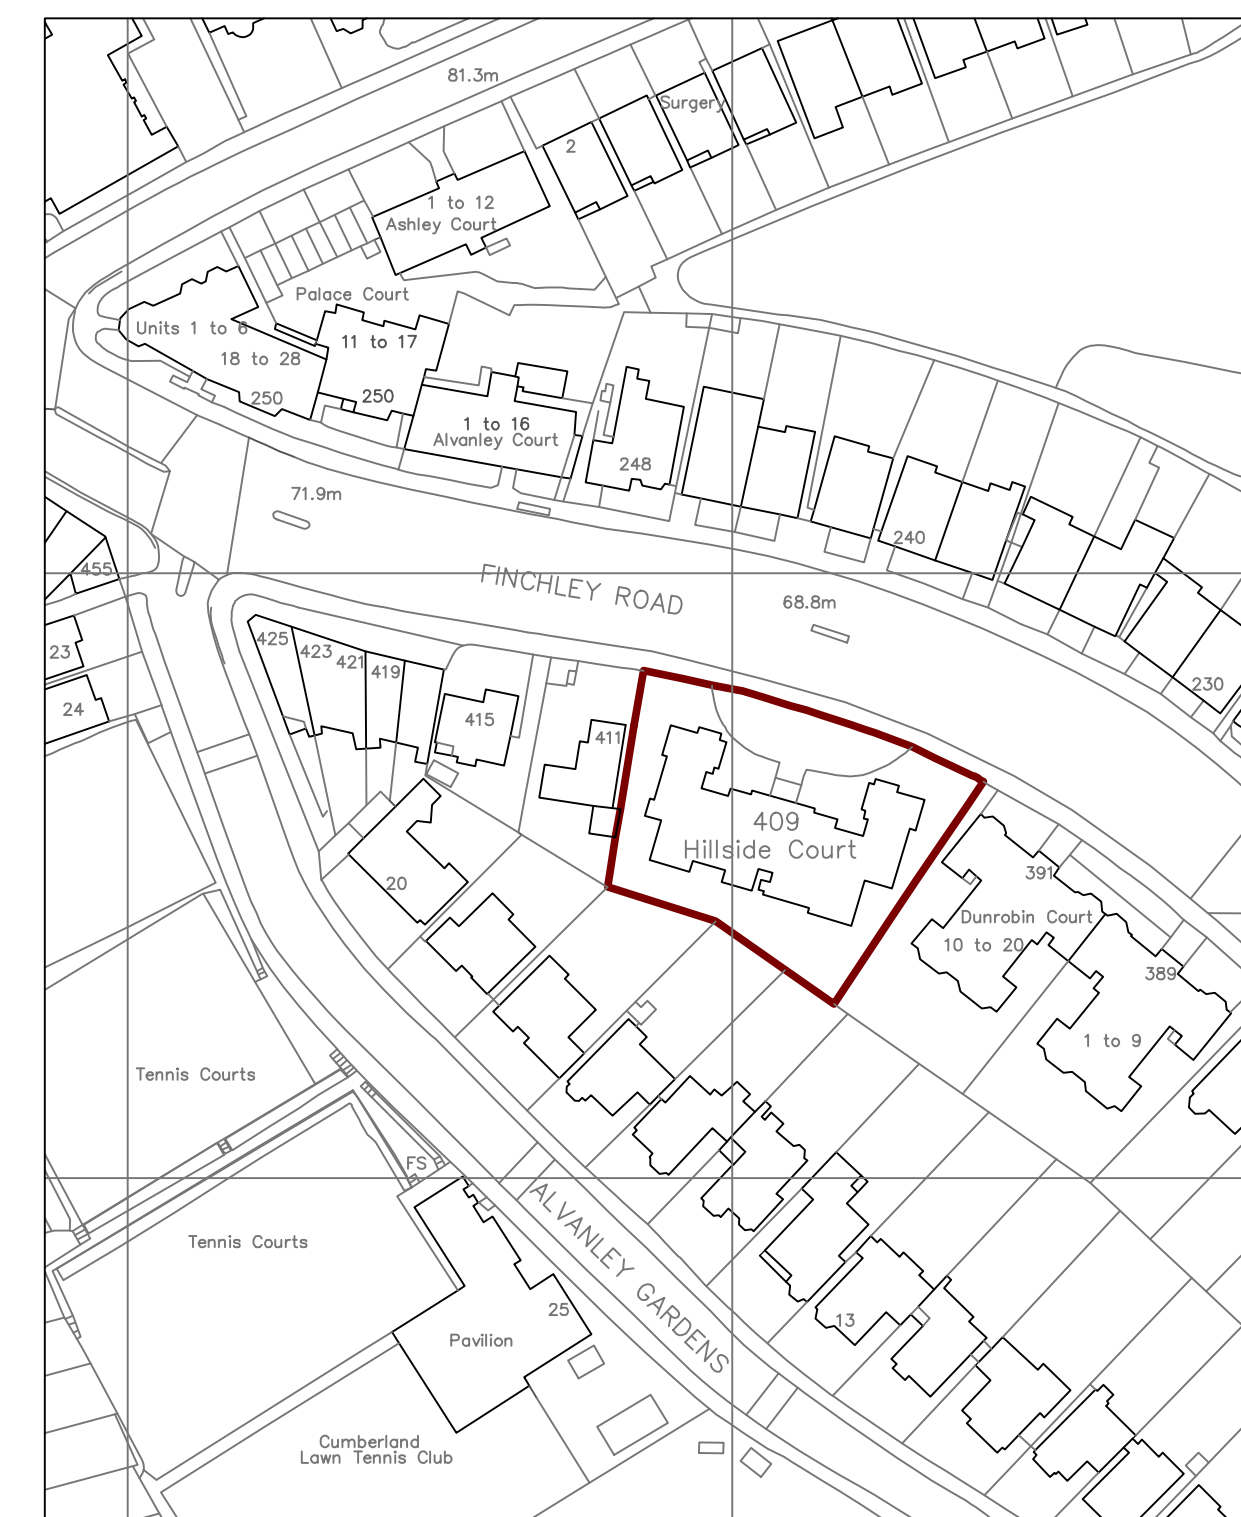 81.3m
Surgery
2
1 to 12
Ashley Court
Palace Court
Units 1 to 6
11 to 17
18 to 28
250
250
1 to 16
Alvanley Court
248
71.9m
240
455
FINCHLEY ROAD
68.8m
425
423
421
419
23
230
24
415
411
409
Hillside Court
391
20
Dunrobin Court
10 to 20
389
1 to 9
Tennis Courts
FS
ALVANLEY GARDENS
Tennis Courts
25
13
Pavilion
Cumberland
Lawn Tennis Club